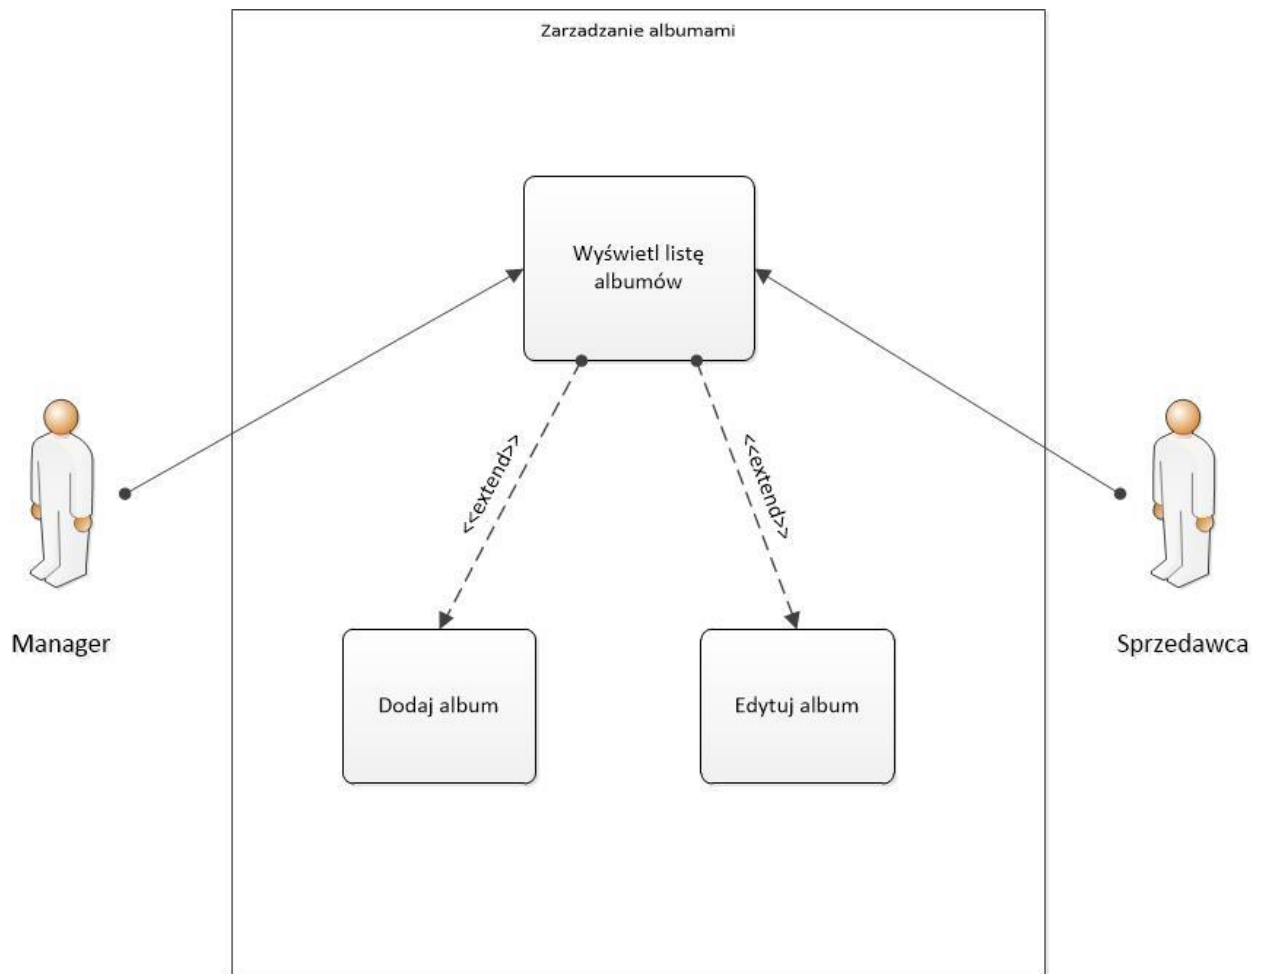 Zarzadzanie albumami
Wyświetl listę
albumów
<<extend>>
<<extend>>
Manager
Sprzedawca
Dodaj album
Edytuj album